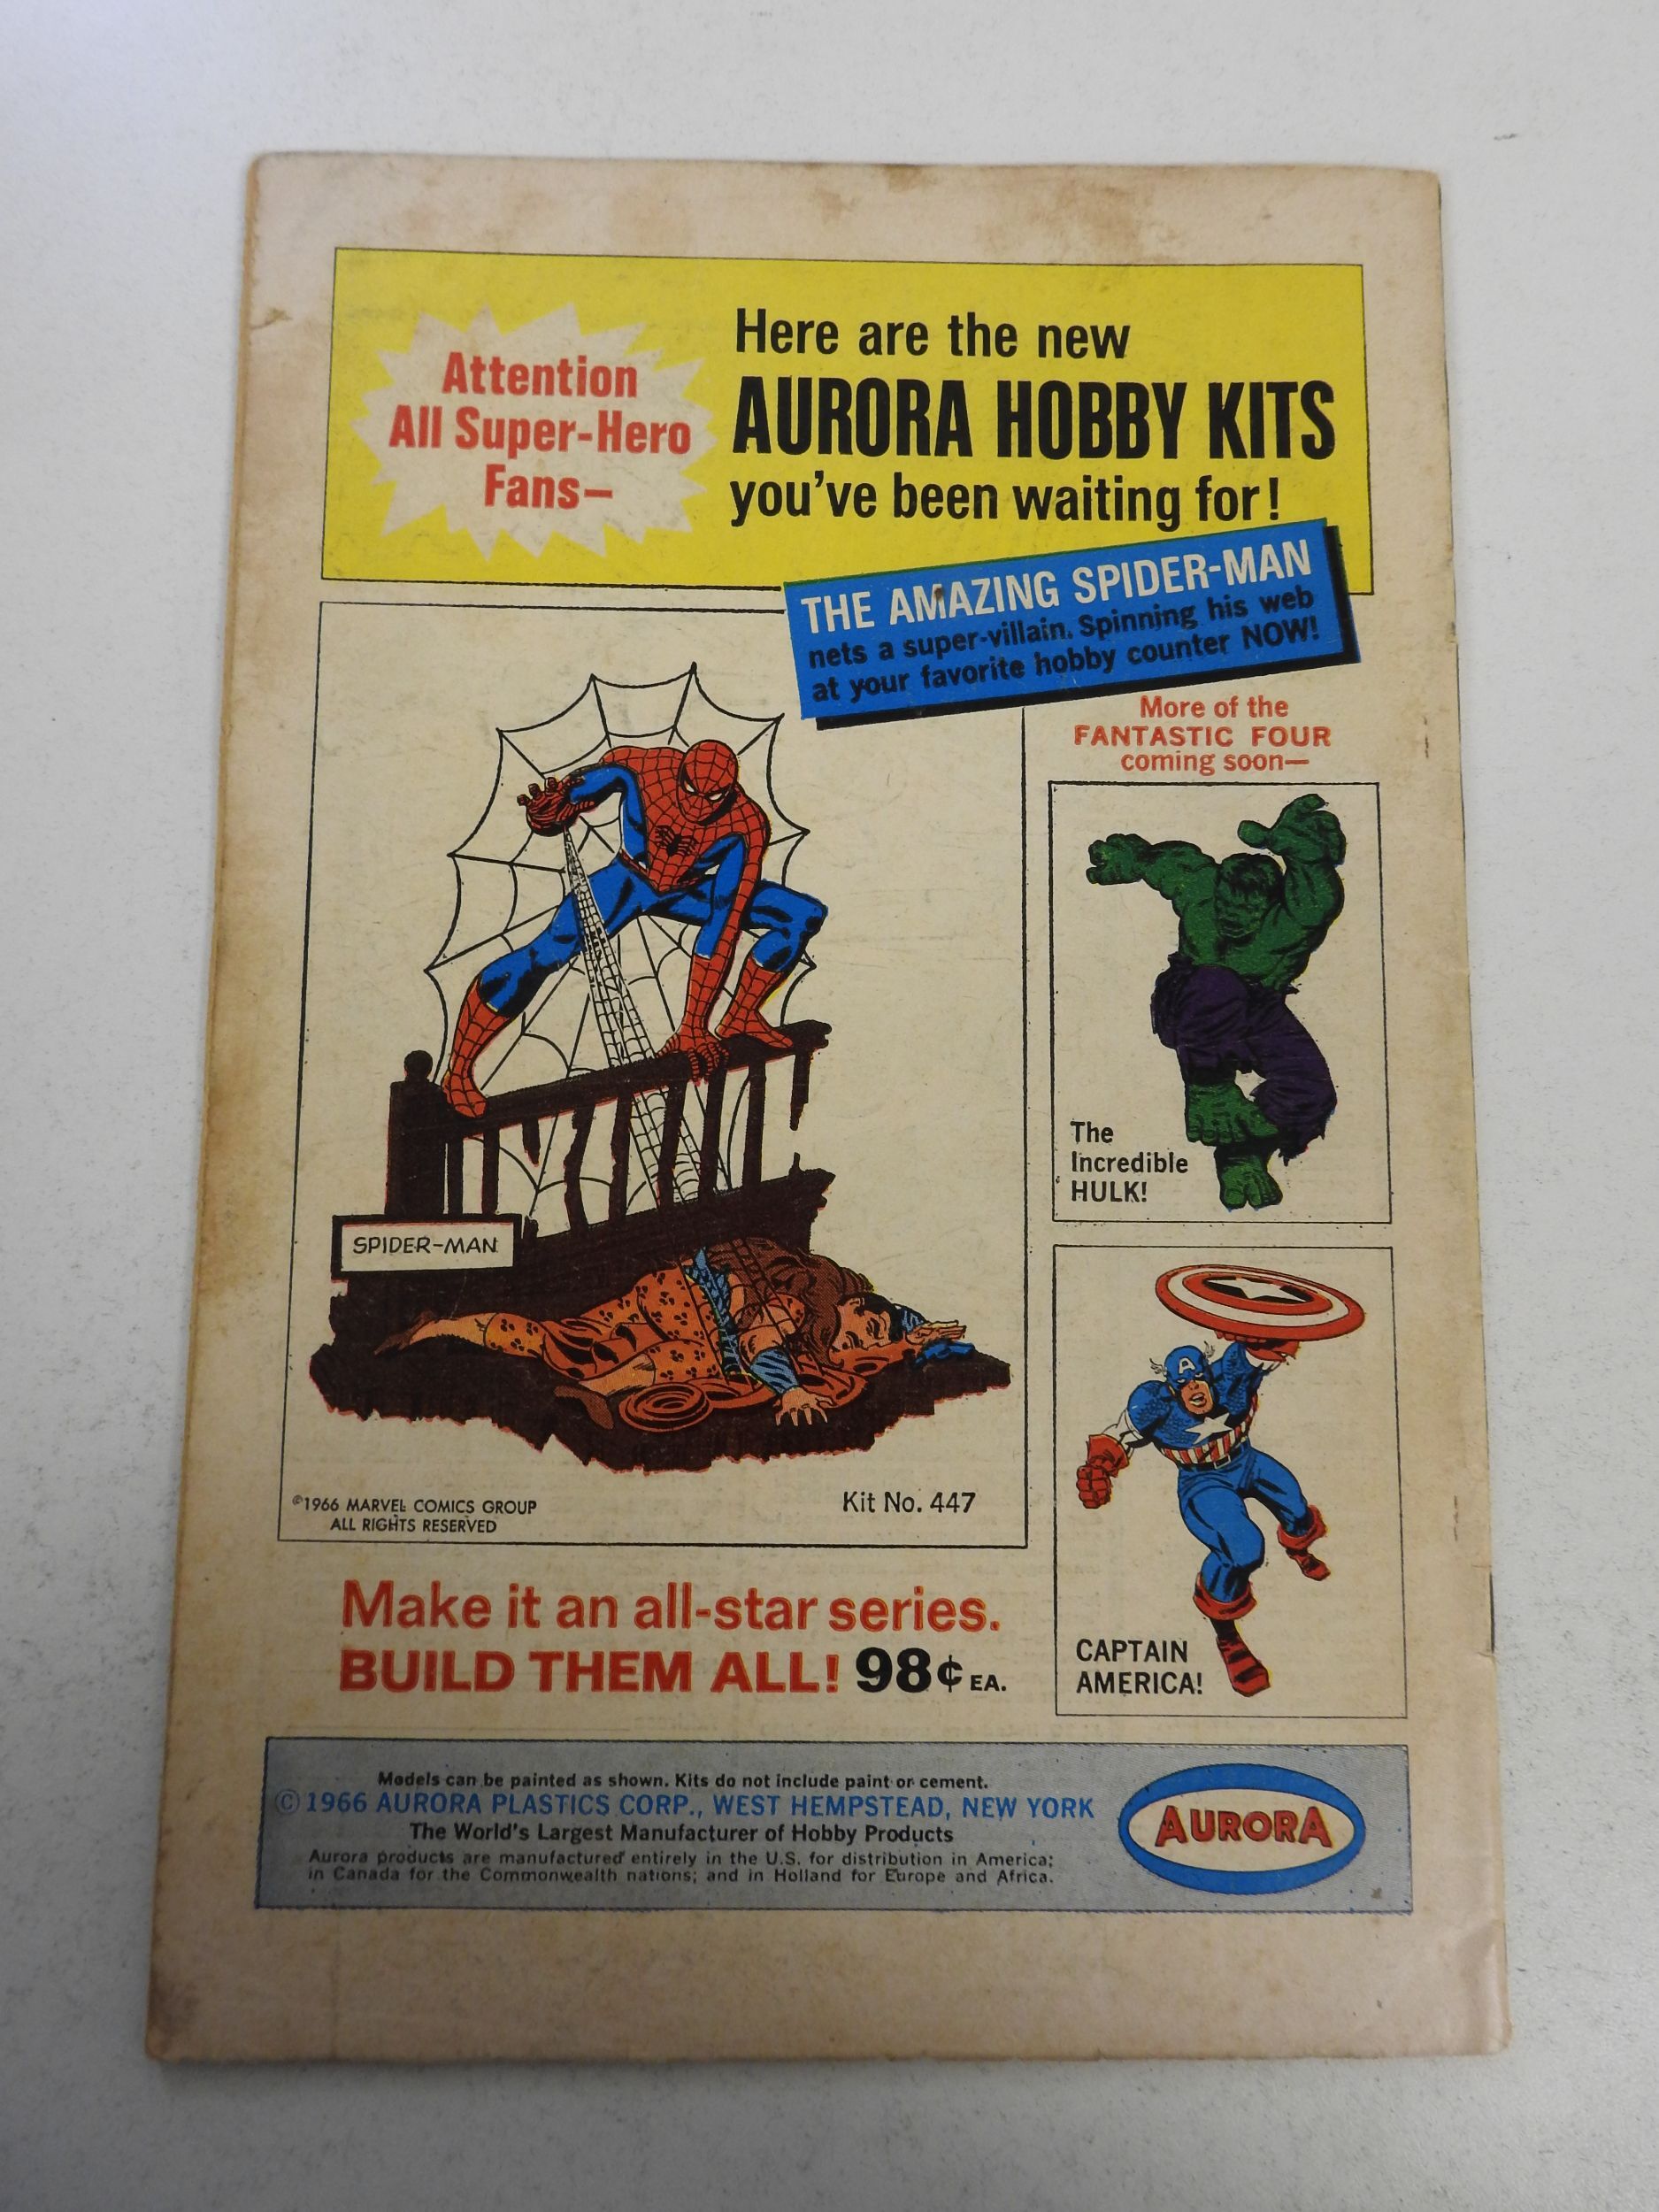 Attention
All Super-Hero
Fans—
Here are the new
AURORA HOBBY KITS
you've been waiting for!
THE AMAZING SPIDER-MAN
nets a super-villain. Spinning his web
at your favorite hobby counter NOW!
More of the
FANTASTIC FOUR
coming soon—
SPIDER-MAN
©1966 MARVEL COMICS GROUP
ALL RIGHTS RESERVED
Kit No. 447
The
Incredible
HULK!
A
CAPTAIN
AMERICA!
Make it an all-star series.
BUILD THEM ALL! 98¢ EA.
Models can be painted as shown. Kits do not include paint or cement.
©1966 AURORA PLASTICS CORP., WEST HEMPSTEAD, NEW YORK
The World's Largest Manufacturer of Hobby Products
Aurora products are manufactured entirely in the U.S. for distribution in America;
in Canada for the Commonwealth nations; and in Holland for Europe and Africa.
AURORA